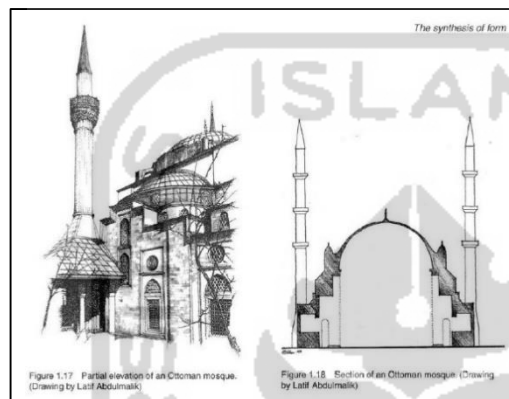 The synthesis of form
ISLAM
Figure 1.17 Partial elevation of an Ottoman mosque.
(Drawing by Latif Abdulmalik)
Figure 1.18 Section of an Ottoman mosque. (Drawing
by Latif Abdulmalik)